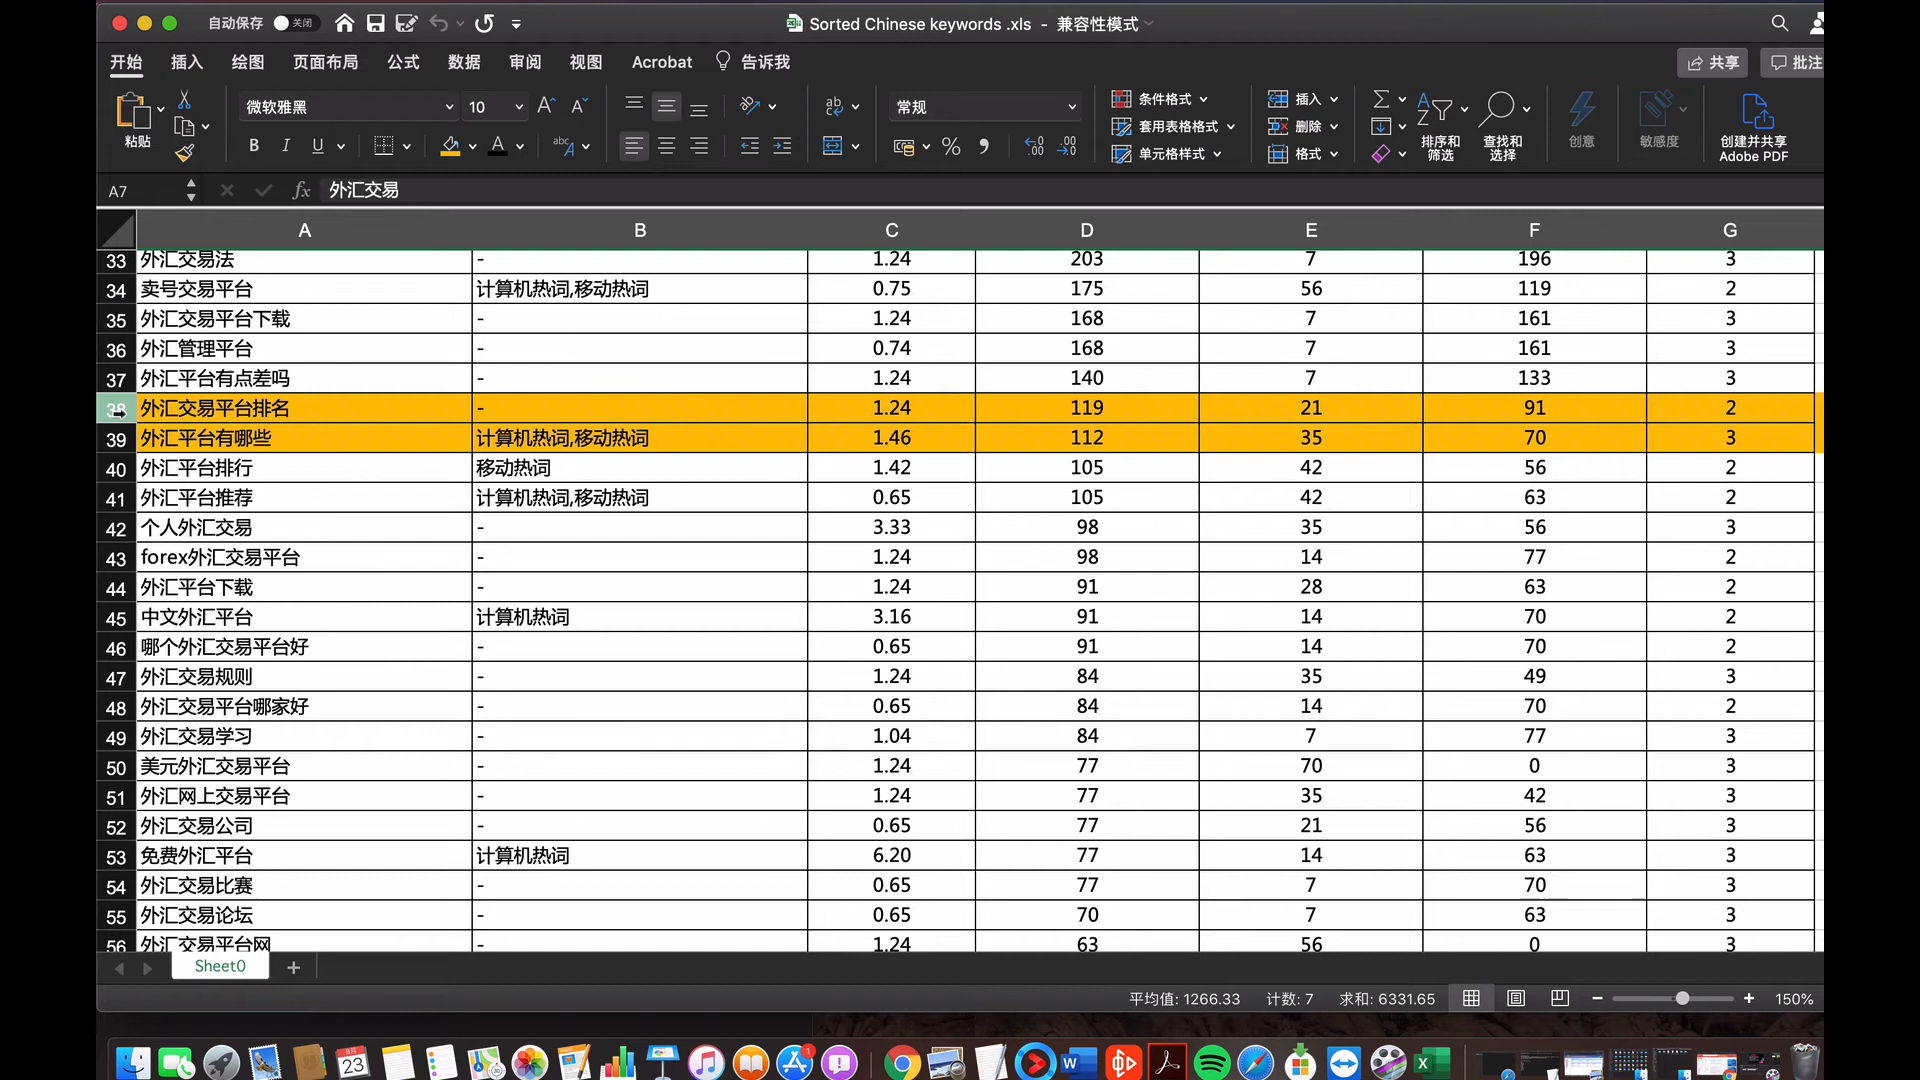 自动保存 关闭 Sorted Chinese keywords .xls - 兼容性模式
开始 插入 绘图 页面布局 公式 数据 审阅 视图 Acrobat 告诉我 共享 批注
粘贴 微软雅黑 10 常规 条件格式 套用表格格式 单元格样式 插入 删除 格式 排序和筛选 查找和选择 创意 敏感度 创建并共享 Adobe PDF
A7 fx 外汇交易
A B C D E F G
33 外汇交易法 - 1.24 203 7 196 3
34 卖号交易平台 计算机热词,移动热词 0.75 175 56 119 2
35 外汇交易平台下载 - 1.24 168 7 161 3
36 外汇管理平台 - 0.74 168 7 161 3
37 外汇平台有点差吗 - 1.24 140 7 133 3
38 外汇交易平台排名 - 1.24 119 21 91 2
39 外汇平台有哪些 计算机热词,移动热词 1.46 112 35 70 3
40 外汇平台排行 移动热词 1.42 105 42 56 2
41 外汇平台推荐 计算机热词,移动热词 0.65 105 42 63 2
42 个人外汇交易 - 3.33 98 35 56 3
43 forex外汇交易平台 - 1.24 98 14 77 2
44 外汇平台下载 - 1.24 91 28 63 2
45 中文外汇平台 计算机热词 3.16 91 14 70 2
46 哪个外汇交易平台好 - 0.65 91 14 70 2
47 外汇交易规则 - 1.24 84 35 49 3
48 外汇交易平台哪家好 - 0.65 84 14 70 2
49 外汇交易学习 - 1.04 84 7 77 3
50 美元外汇交易平台 - 1.24 77 70 0 3
51 外汇网上交易平台 - 1.24 77 35 42 3
52 外汇交易公司 - 0.65 77 21 56 3
53 免费外汇平台 计算机热词 6.20 77 14 63 3
54 外汇交易比赛 - 0.65 77 7 70 3
55 外汇交易论坛 - 0.65 70 7 63 3
56 外汇交易平台网 - 1.24 63 56 0 3
Sheet0
平均值: 1266.33 计数: 7 求和: 6331.65 150%
9月 23